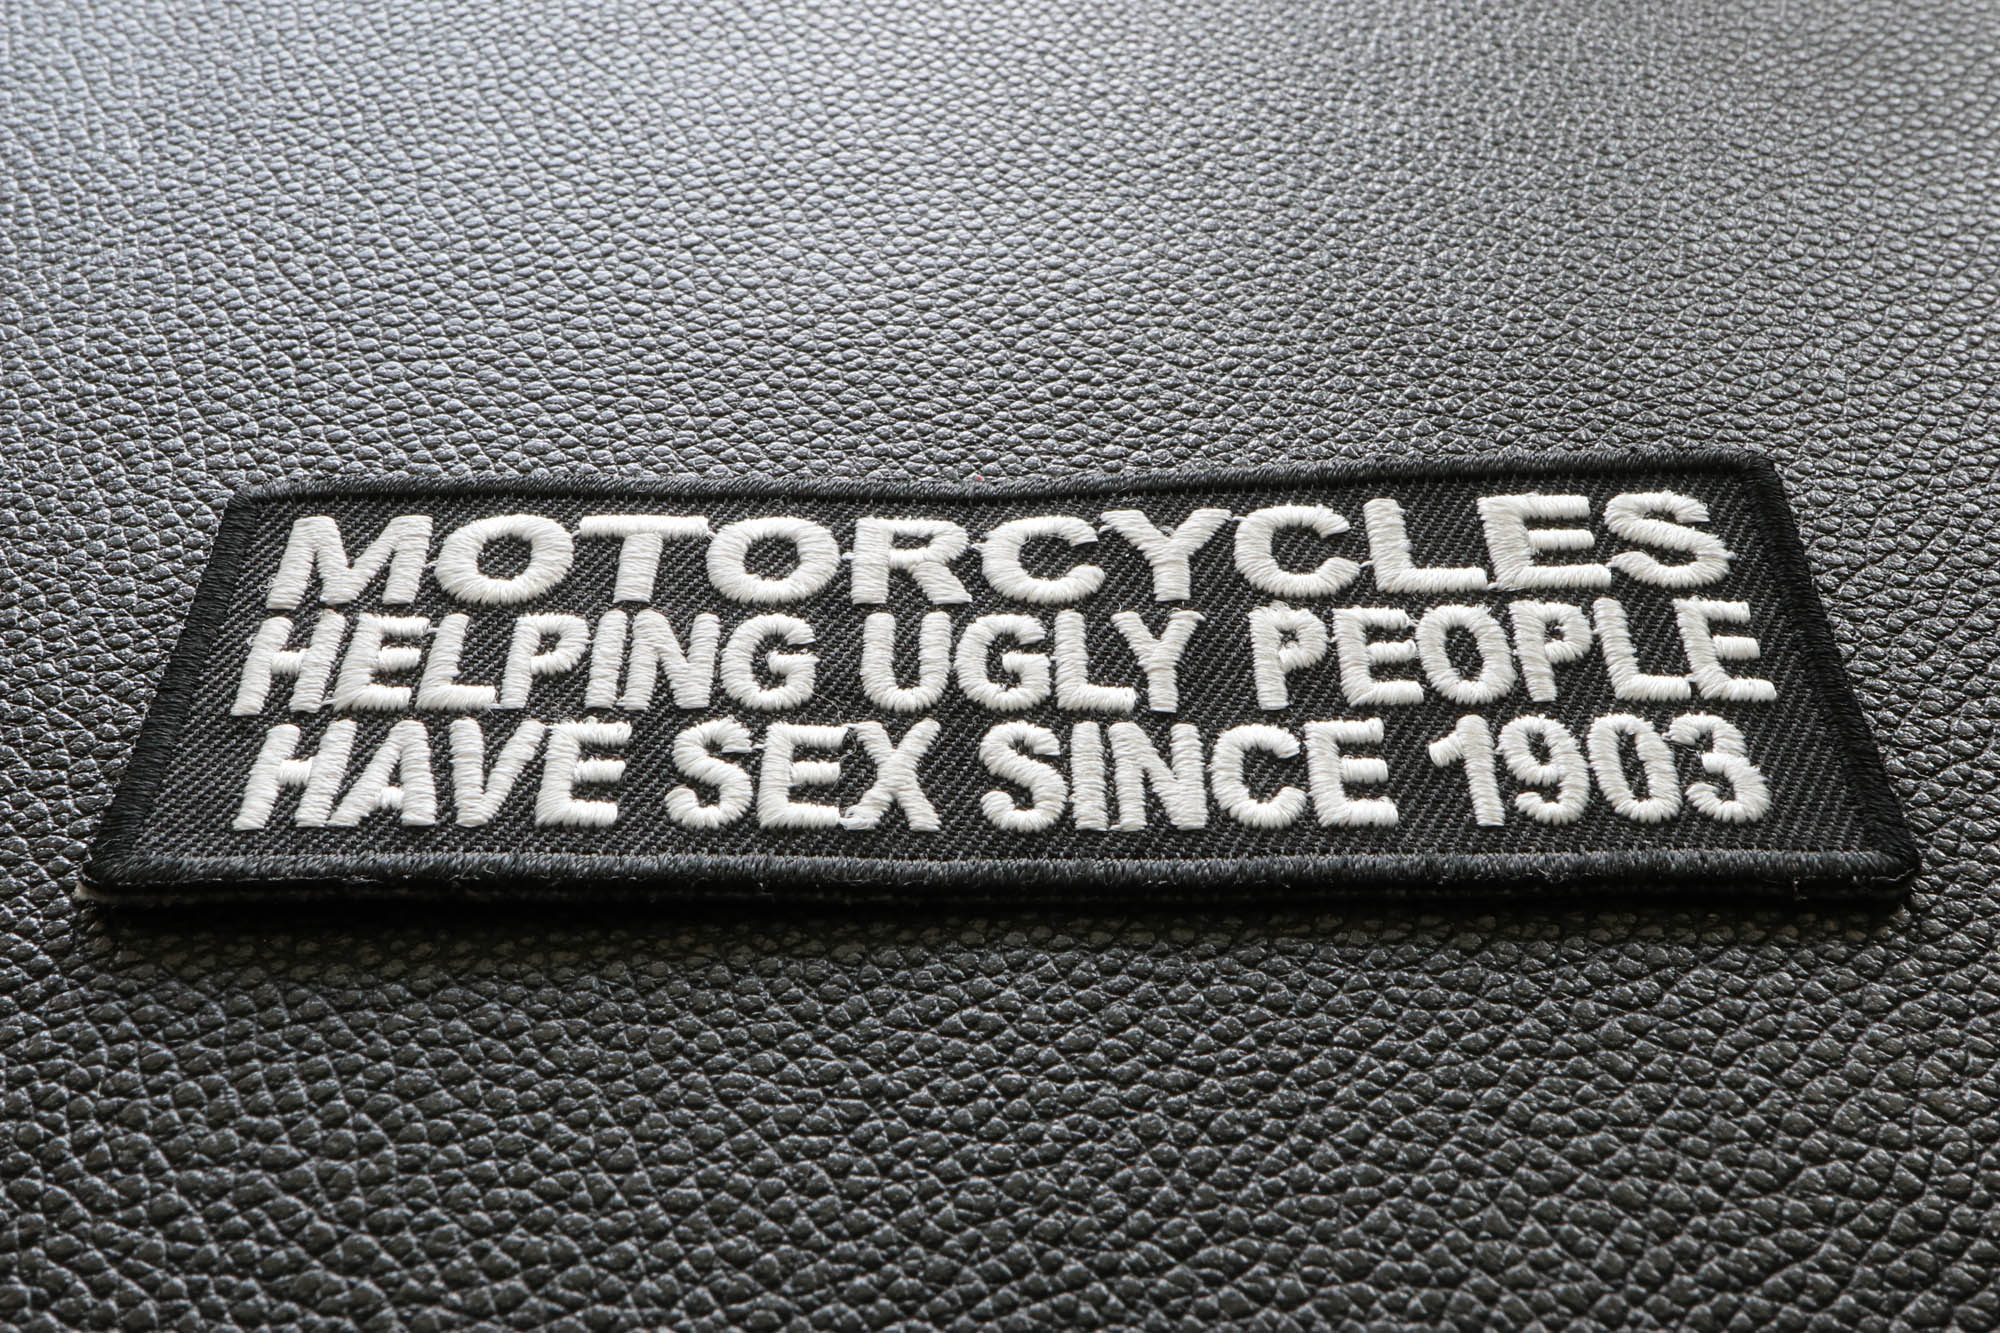 MOTORCYCLES
HELPING UGLY PEOPLE
HAVE SEX SINCE 1903